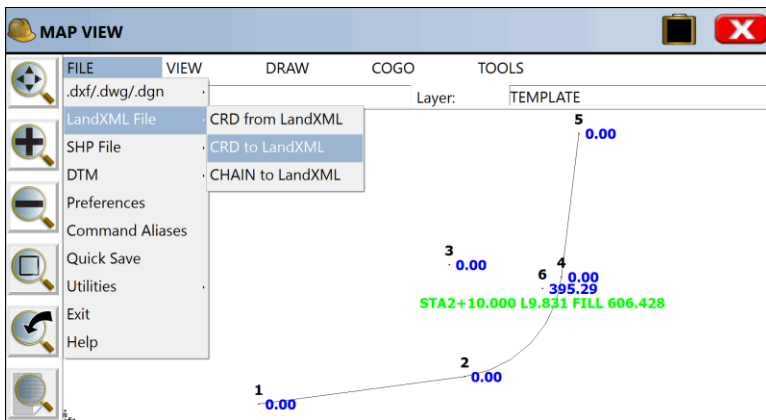 MAP VIEW
FILE VIEW DRAW COGO TOOLS
.dxf/.dwg/.dgn
Layer: TEMPLATE
LandXML File
CRD from LandXML
SHP File
CRD to LandXML
DTM
CHAIN to LandXML
Preferences
Command Aliases
Quick Save
Utilities
Exit
Help
5
0.00
3
0.00
6 4
0.00
395.29
STA2+10.000 L9.831 FILL 606.428
2
0.00
1
0.00